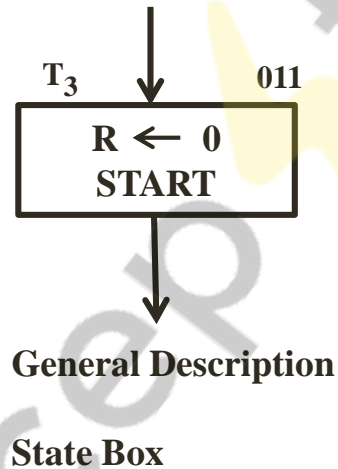 T3 011
R ← 0
START
General Description
State Box